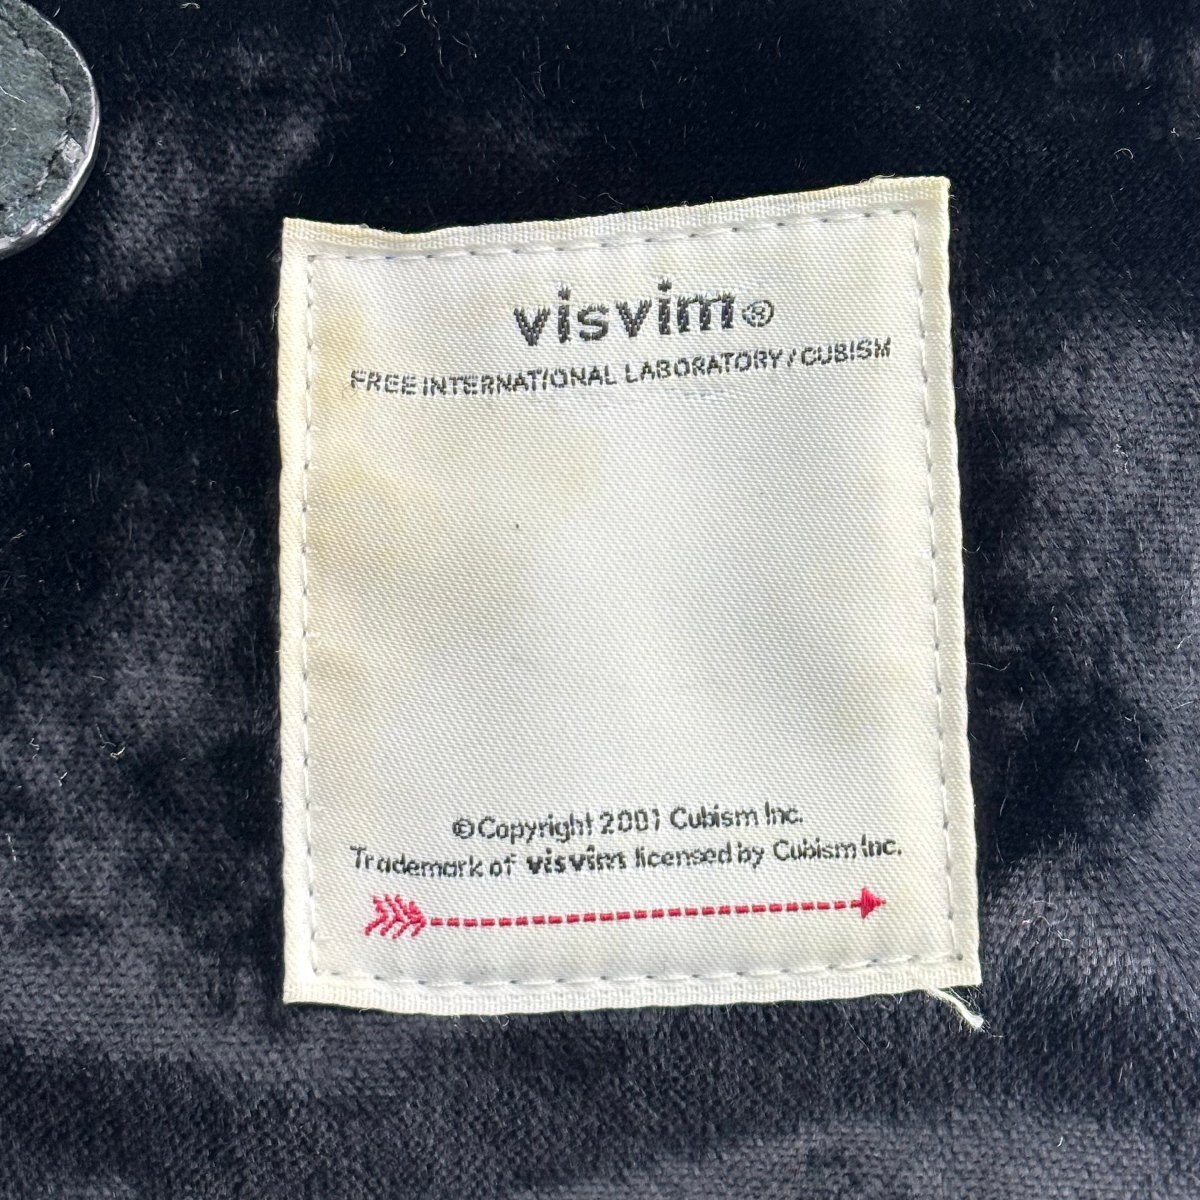 visvim®
FREE INTERNATIONAL LABORATORY / CUBISM
©Copyright 2001 Cubism Inc.
Trademark of visvim licensed by Cubism Inc.